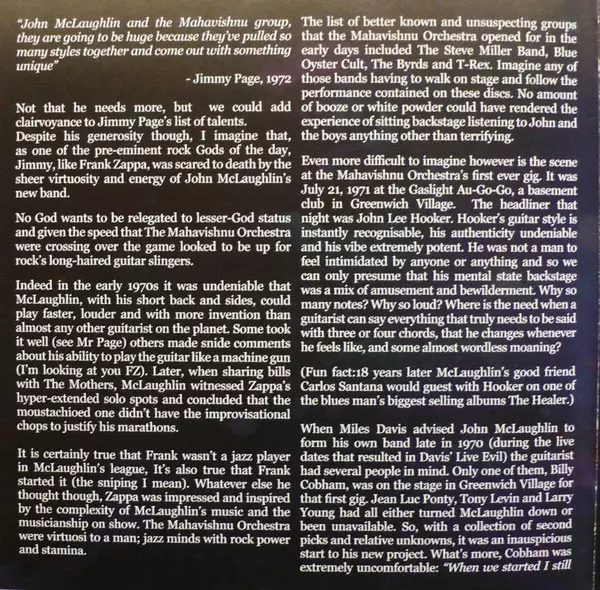 “John McLaughlin and the Mahavishnu group,
they are going to be huge because they've pulled so
many styles together and come out with something
unique”
- Jimmy Page, 1972
Not that he needs more, but we could add
clairvoyance to Jimmy Page's list of talents.
Despite his generosity though, I imagine that,
as one of the pre-eminent rock Gods of the day,
Jimmy, like Frank Zappa, was scared to death by the
sheer virtuosity and energy of John McLaughlin's
new band.
No God wants to be relegated to lesser-God status
and given the speed that The Mahavishnu Orchestra
were crossing over the game looked to be up for
rock's long-haired guitar slingers.
Indeed in the early 1970s it was undeniable that
McLaughlin, with his short back and sides, could
play faster, louder and with more invention than
almost any other guitarist on the planet. Some took
it well (see Mr Page) others made snide comments
about his ability to play the guitar like a machine gun
(I'm looking at you FZ). Later, when sharing bills
with The Mothers, McLaughlin witnessed Zappa's
hyper-extended solo spots and concluded that the
moustachioed one didn't have the improvisational
chops to justify his marathons.
It is certainly true that Frank wasn't a jazz player
in McLaughlin's league, It's also true that Frank
started it (the sniping I mean). Whatever else he
thought though, Zappa was impressed and inspired
by the complexity of McLaughlin's music and the
musicianship on show. The Mahavishnu Orchestra
were virtuosi to a man; jazz minds with rock power
and stamina.
The list of better known and unsuspecting groups
that the Mahavishnu Orchestra opened for in the
early days included The Steve Miller Band, Blue
Oyster Cult, The Byrds and T-Rex. Imagine any of
those bands having to walk on stage and follow the
performance contained on these discs. No amount
of booze or white powder could have rendered the
experience of sitting backstage listening to John and
the boys anything other than terrifying.
Even more difficult to imagine however is the scene
at the Mahavishnu Orchestra's first ever gig. It was
July 21, 1971 at the Gaslight Au-Go-Go, a basement
club in Greenwich Village. The headliner that
night was John Lee Hooker. Hooker's guitar style is
instantly recognisable, his authenticity undeniable
and his vibe extremely potent. He was not a man to
feel intimidated by anyone or anything and so we
can only presume that his mental state backstage
was a mix of amusement and bewilderment. Why so
many notes? Why so loud? Where is the need when a
guitarist can say everything that truly needs to be said
with three or four chords, that he changes whenever
he feels like, and some almost wordless moaning?
(Fun fact:18 years later McLaughlin's good friend
Carlos Santana would guest with Hooker on one of
the blues man's biggest selling albums The Healer.)
When Miles Davis advised John McLaughlin to
form his own band late in 1970 (during the live
dates that resulted in Davis' Live Evil) the guitarist
had several people in mind. Only one of them, Billy
Cobham, was on the stage in Greenwich Village for
that first gig. Jean Luc Ponty, Tony Levin and Larry
Young had all either turned McLaughlin down or
been unavailable. So, with a collection of second
picks and relative unknowns, it was an inauspicious
start to his new project. What's more, Cobham was
extremely uncomfortable: “When we started I still